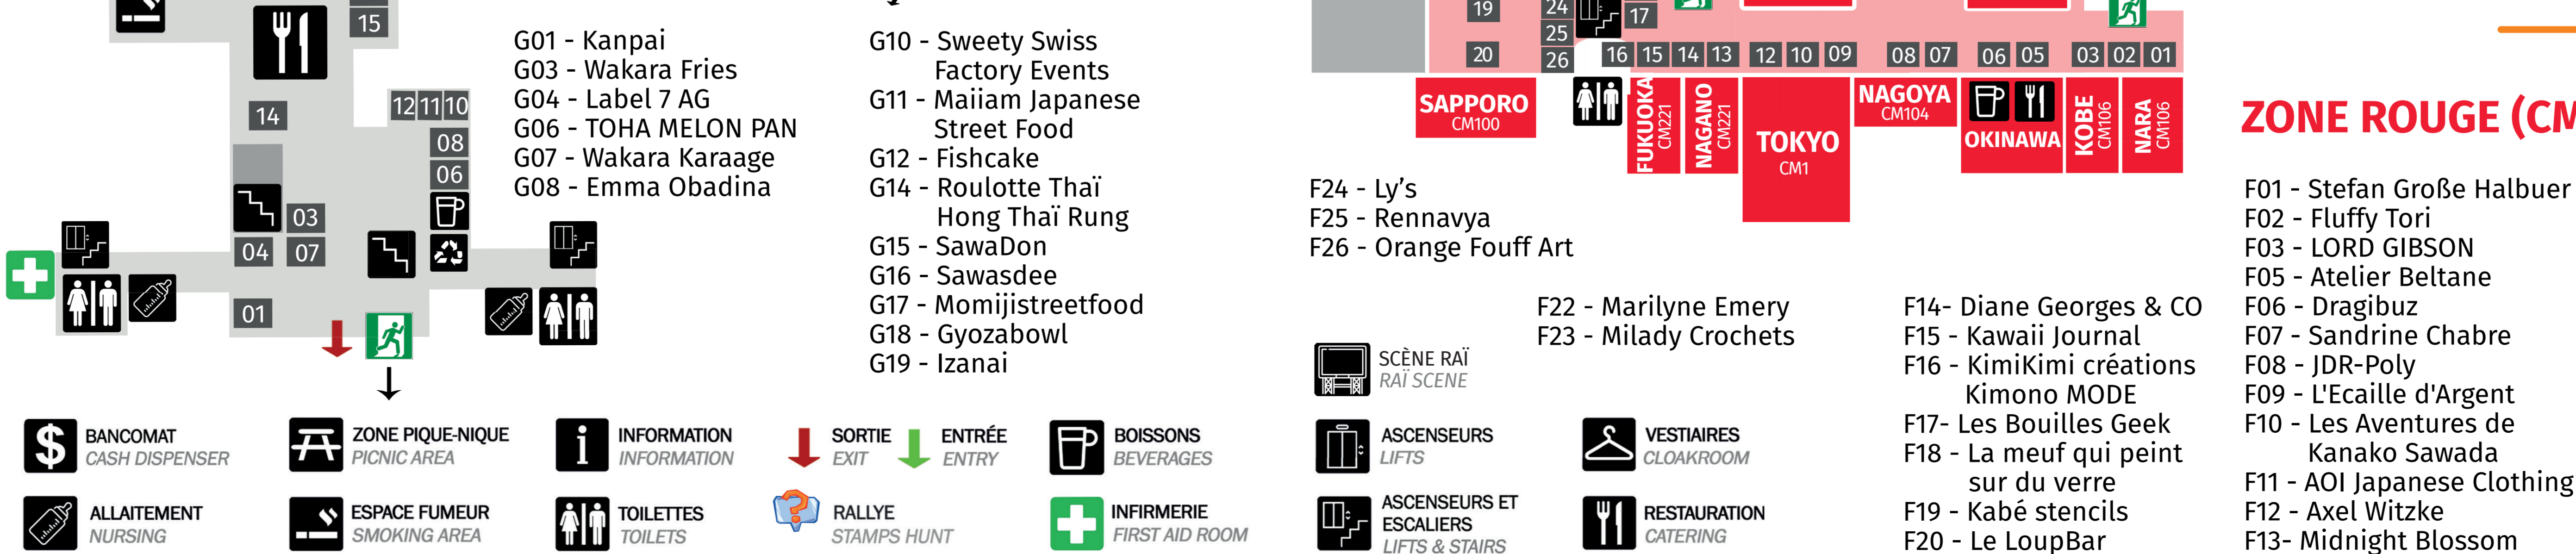 15
14
12 11 10
08
06
03
04 07
01
G01 - Kanpai
G03 - Wakara Fries
G04 - Label 7 AG
G06 - TOHA MELON PAN
G07 - Wakara Karaage
G08 - Emma Obadina
G10 - Sweety Swiss
Factory Events
G11 - Maiiam Japanese
Street Food
G12 - Fishcake
G14 - Roulotte Thaï
Hong Thaï Rung
G15 - SawaDon
G16 - Sawasdee
G17 - Momijistreetfood
G18 - Gyozabowl
G19 - Izanai
$ BANCOMAT
CASH DISPENSER
ZONE PIQUE-NIQUE
PICNIC AREA
i INFORMATION
INFORMATION
SORTIE
EXIT
ENTRÉE
ENTRY
BOISSONS
BEVERAGES
ALLAITEMENT
NURSING
ESPACE FUMEUR
SMOKING AREA
TOILETTES
TOILETS
? RALLYE
STAMPS HUNT
INFIRMERIE
FIRST AID ROOM
19 24 17
25
20 26 16 15 14 13 12 10 09 08 07 06 05 03 02 01
SAPPORO
CM100
FUKUOKA
CM221
NAGANO
CM221
TOKYO
CM1
NAGOYA
CM104
OKINAWA
KOBE
CM106
NARA
CM106
F24 - Ly's
F25 - Rennavya
F26 - Orange Fouff Art
F22 - Marilyne Emery
F23 - Milady Crochets
SCÈNE RAÏ
RAÏ SCENE
ASCENSEURS
LIFTS
VESTIAIRES
CLOAKROOM
ASCENSEURS ET
ESCALIERS
LIFTS & STAIRS
RESTAURATION
CATERING
F14- Diane Georges & CO
F15 - Kawaii Journal
F16 - KimiKimi créations
Kimono MODE
F17- Les Bouilles Geek
F18 - La meuf qui peint
sur du verre
F19 - Kabé stencils
F20 - Le LoupBar
ZONE ROUGE (CM
F01 - Stefan Große Halbuer
F02 - Fluffy Tori
F03 - LORD GIBSON
F05 - Atelier Beltane
F06 - Dragibuz
F07 - Sandrine Chabre
F08 - JDR-Poly
F09 - L'Ecaille d'Argent
F10 - Les Aventures de
Kanako Sawada
F11 - AOI Japanese Clothing
F12 - Axel Witzke
F13- Midnight Blossom